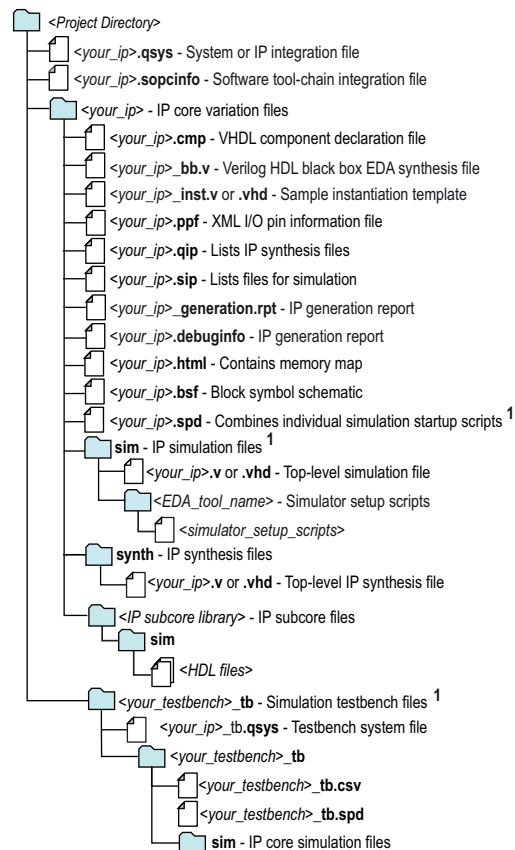 <Project Directory>
<your_ip>.qsys - System or IP integration file
<your_ip>.sopcinfo - Software tool-chain integration file
<your_ip> - IP core variation files
<your_ip>.cmp - VHDL component declaration file
<your_ip>_bb.v - Verilog HDL black box EDA synthesis file
<your_ip>_inst.v or .vhd - Sample instantiation template
<your_ip>.ppf - XML I/O pin information file
<your_ip>.qip - Lists IP synthesis files
<your_ip>.sip - Lists files for simulation
<your_ip>_generation.rpt - IP generation report
<your_ip>.debuginfo - IP generation report
<your_ip>.html - Contains memory map
<your_ip>.bsf - Block symbol schematic
<your_ip>.spd - Combines individual simulation startup scripts 1
sim - IP simulation files 1
<your_ip>.v or .vhd - Top-level simulation file
<EDA_tool_name> - Simulator setup scripts
<simulator_setup_scripts>
synth - IP synthesis files
<your_ip>.v or .vhd - Top-level IP synthesis file
<IP subcore library> - IP subcore files
sim
<HDL files>
<your_testbench>_tb - Simulation testbench files 1
<your_ip>_tb.qsys - Testbench system file
<your_testbench>_tb
<your_testbench>_tb.csv
<your_testbench>_tb.spd
sim - IP core simulation files